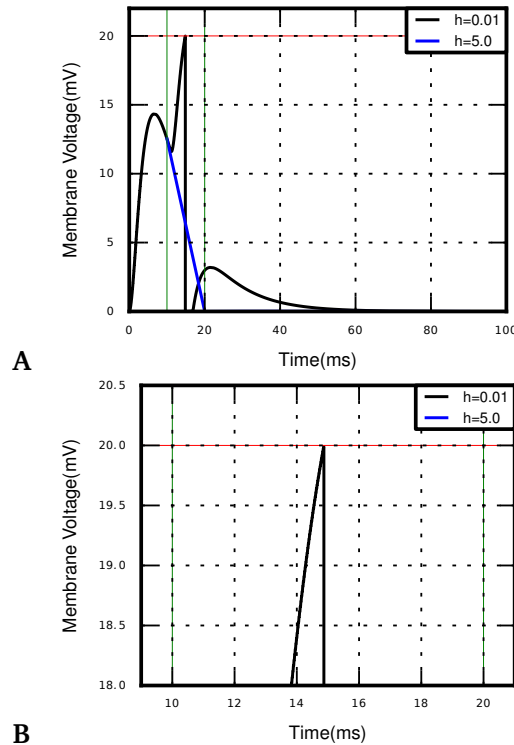 20
15
10
5
0
Membrane Voltage(mV)
h=0.01
h=5.0
0 20 40 60 80 100
Time(ms)
A
20.5
20.0
19.5
19.0
18.5
18.0
Membrane Voltage(mV)
h=0.01
h=5.0
10 12 14 16 18 20
Time(ms)
B